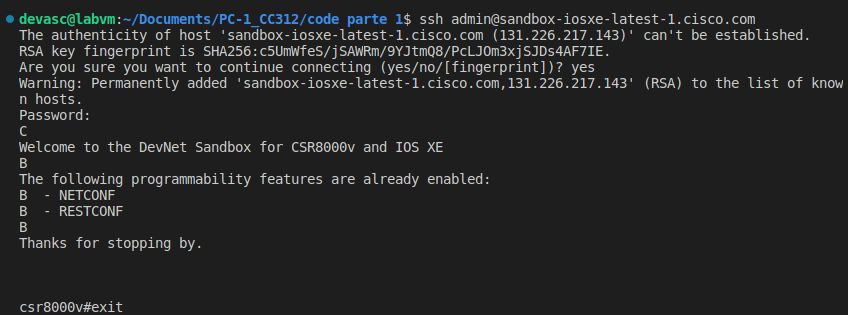 devasc@labvm:~/Documents/PC-1_CC312/code parte 1$ ssh admin@sandbox-iosxe-latest-1.cisco.com
The authenticity of host 'sandbox-iosxe-latest-1.cisco.com (131.226.217.143)' can't be established.
RSA key fingerprint is SHA256:c5UmWfeS/jSAWRm/9YJtmQ8/PcLJOm3xjSJDs4AF7IE.
Are you sure you want to continue connecting (yes/no/[fingerprint])? yes
Warning: Permanently added 'sandbox-iosxe-latest-1.cisco.com,131.226.217.143' (RSA) to the list of know
n hosts.
Password:
C
Welcome to the DevNet Sandbox for CSR8000v and IOS XE
B
The following programmability features are already enabled:
B  - NETCONF
B  - RESTCONF
B
Thanks for stopping by.
csr8000v#exit